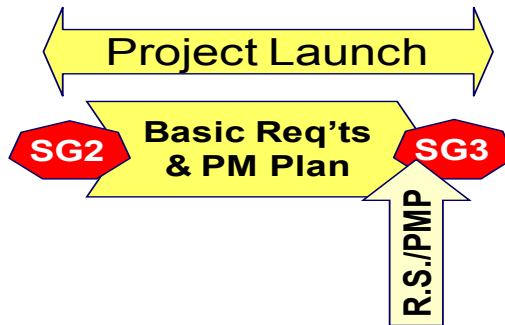 Project Launch
SG2
Basic Req'ts
& PM Plan
SG3
R.S./PMP